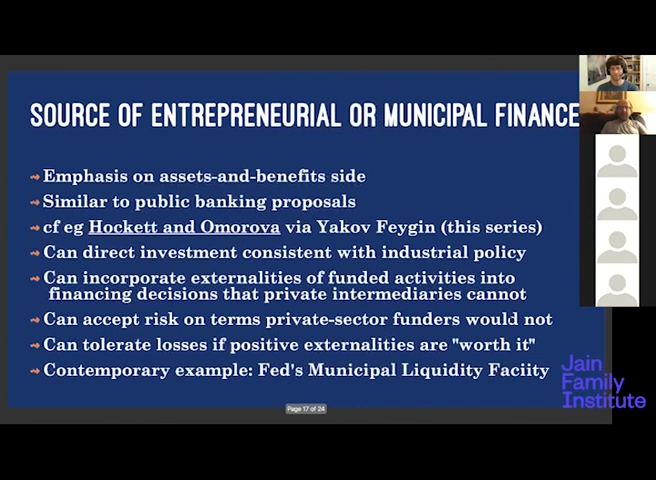 SOURCE OF ENTREPRENEURIAL OR MUNICIPAL FINANCE
→ Emphasis on assets-and-benefits side
→ Similar to public banking proposals
→ cf eg Hockett and Omorova via Yakov Feygin (this series)
→ Can direct investment consistent with industrial policy
→ Can incorporate externalities of funded activities into
financing decisions that private intermediaries cannot
→ Can accept risk on terms private-sector funders would not
→ Can tolerate losses if positive externalities are "worth it"
→ Contemporary example: Fed's Municipal Liquidity Faciity
Page 17 of 24
Jain
Family
Institute